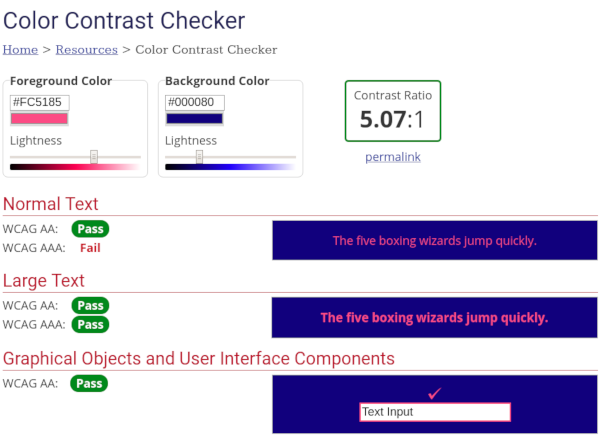 Color Contrast Checker
Home > Resources > Color Contrast Checker
Foreground Color
#FC5185
Lightness
Background Color
#000080
Lightness
Contrast Ratio
5.07:1
permalink
Normal Text
WCAG AA: Pass
WCAG AAA: Fail
The five boxing wizards jump quickly.
Large Text
WCAG AA: Pass
WCAG AAA: Pass
The five boxing wizards jump quickly.
Graphical Objects and User Interface Components
WCAG AA: Pass
✓
Text Input